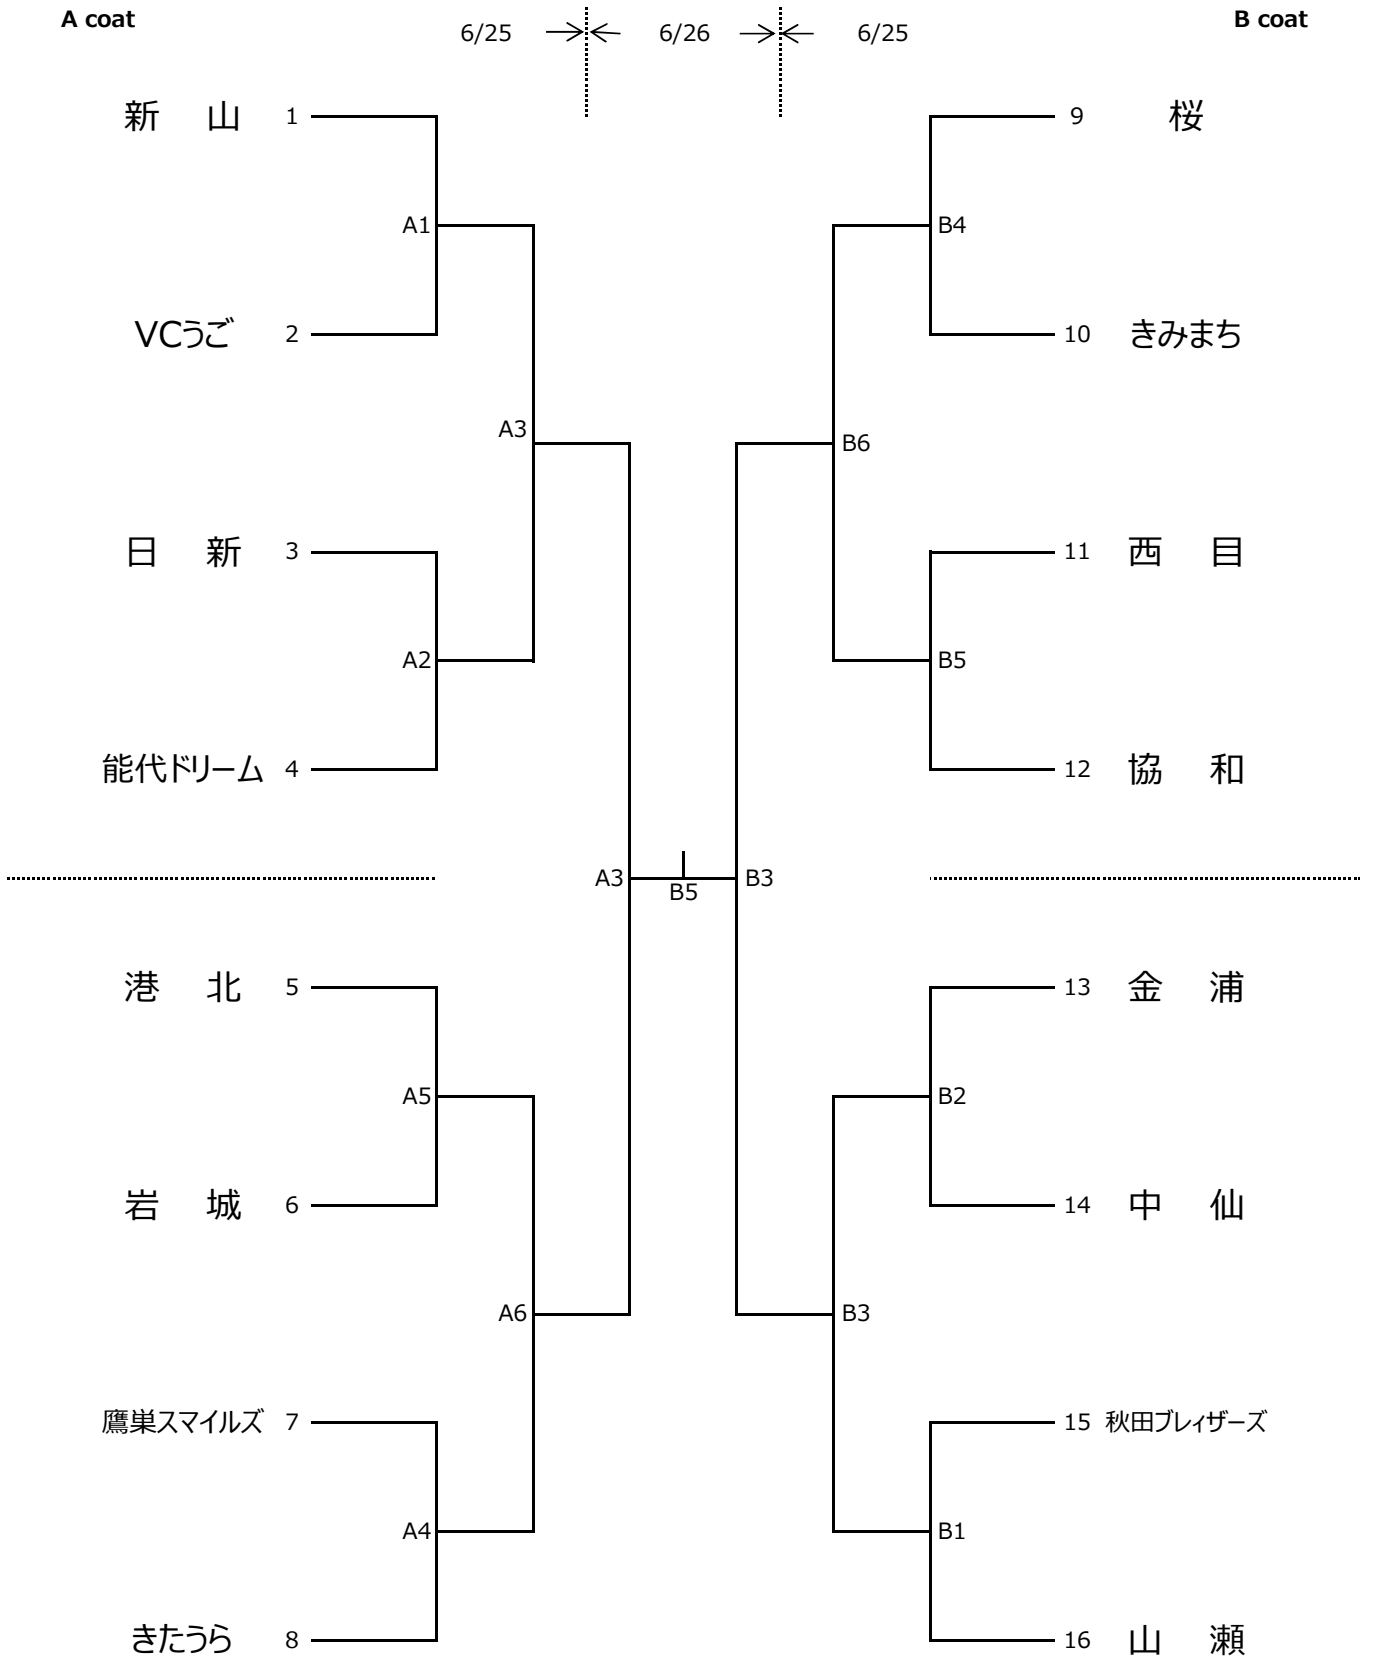 A coat
6/25
6/26
6/25
B coat
新 山 1
9 桜
A1
B4
VCうご 2
10 きみまち
A3
B6
日 新 3
11 西 目
A2
B5
能代ドリーム 4
12 協 和
A3
B5
B3
港 北 5
13 金 浦
A5
B2
岩 城 6
14 中 仙
A6
B3
鷹巣スマイルズ 7
15 秋田ブレィザーズ
A4
B1
きたうら 8
16 山 瀬